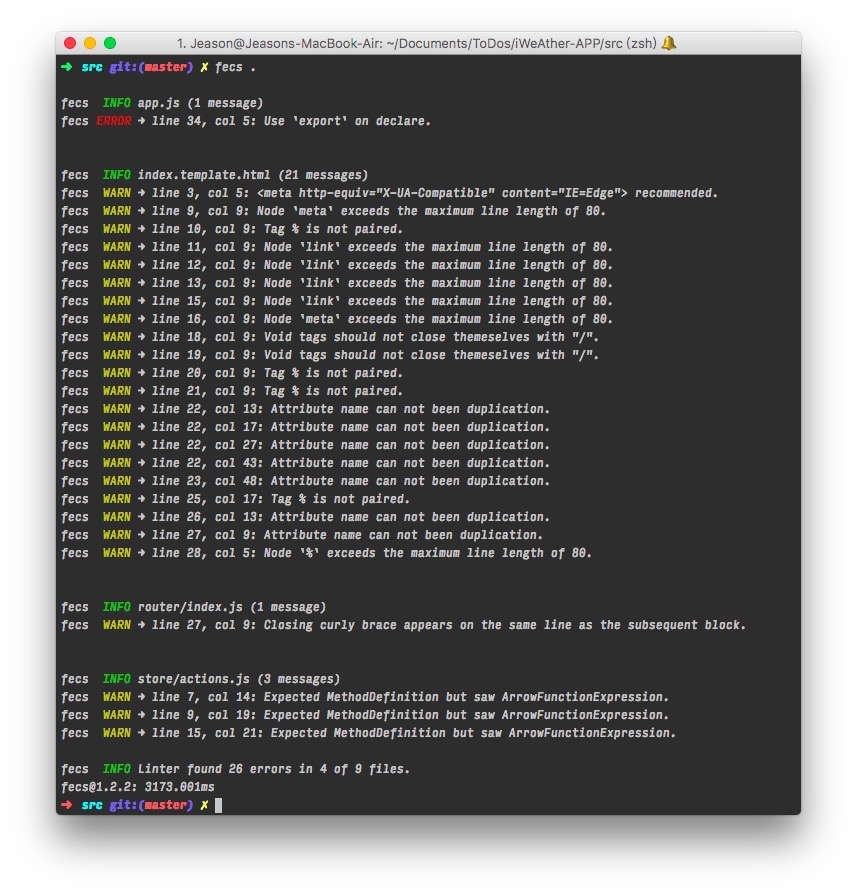 1. Jeason@Jeasons-MacBook-Air: ~/Documents/ToDos/iWeAther-APP/src (zsh) 🔔
➜ src git:(master) ✗ fecs .
fecs INFO app.js (1 message)
fecs ERROR ➜ line 34, col 5: Use `export` on declare.
fecs INFO index.template.html (21 messages)
fecs WARN ➜ line 3, col 5: <meta http-equiv="X-UA-Compatible" content="IE=Edge"> recommended.
fecs WARN ➜ line 9, col 9: Node `meta` exceeds the maximum line length of 80.
fecs WARN ➜ line 10, col 9: Tag % is not paired.
fecs WARN ➜ line 11, col 9: Node `link` exceeds the maximum line length of 80.
fecs WARN ➜ line 12, col 9: Node `link` exceeds the maximum line length of 80.
fecs WARN ➜ line 13, col 9: Node `link` exceeds the maximum line length of 80.
fecs WARN ➜ line 15, col 9: Node `link` exceeds the maximum line length of 80.
fecs WARN ➜ line 16, col 9: Node `meta` exceeds the maximum line length of 80.
fecs WARN ➜ line 18, col 9: Void tags should not close themeselves with "/".
fecs WARN ➜ line 19, col 9: Void tags should not close themeselves with "/".
fecs WARN ➜ line 20, col 9: Tag % is not paired.
fecs WARN ➜ line 21, col 9: Tag % is not paired.
fecs WARN ➜ line 22, col 13: Attribute name can not been duplication.
fecs WARN ➜ line 22, col 17: Attribute name can not been duplication.
fecs WARN ➜ line 22, col 27: Attribute name can not been duplication.
fecs WARN ➜ line 22, col 43: Attribute name can not been duplication.
fecs WARN ➜ line 23, col 48: Attribute name can not been duplication.
fecs WARN ➜ line 25, col 17: Tag % is not paired.
fecs WARN ➜ line 26, col 13: Attribute name can not been duplication.
fecs WARN ➜ line 27, col 9: Attribute name can not been duplication.
fecs WARN ➜ line 28, col 5: Node `%` exceeds the maximum line length of 80.
fecs INFO router/index.js (1 message)
fecs WARN ➜ line 27, col 9: Closing curly brace appears on the same line as the subsequent block.
fecs INFO store/actions.js (3 messages)
fecs WARN ➜ line 7, col 14: Expected MethodDefinition but saw ArrowFunctionExpression.
fecs WARN ➜ line 9, col 19: Expected MethodDefinition but saw ArrowFunctionExpression.
fecs WARN ➜ line 15, col 21: Expected MethodDefinition but saw ArrowFunctionExpression.
fecs INFO Linter found 26 errors in 4 of 9 files.
fecs@1.2.2: 3173.001ms
➜ src git:(master) ✗